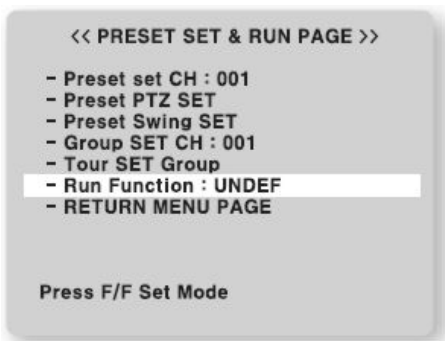 << PRESET SET & RUN PAGE >>
- Preset set CH : 001
- Preset PTZ SET
- Preset Swing SET
- Group SET CH : 001
- Tour SET Group
- Run Function : UNDEF
- RETURN MENU PAGE
Press F/F Set Mode